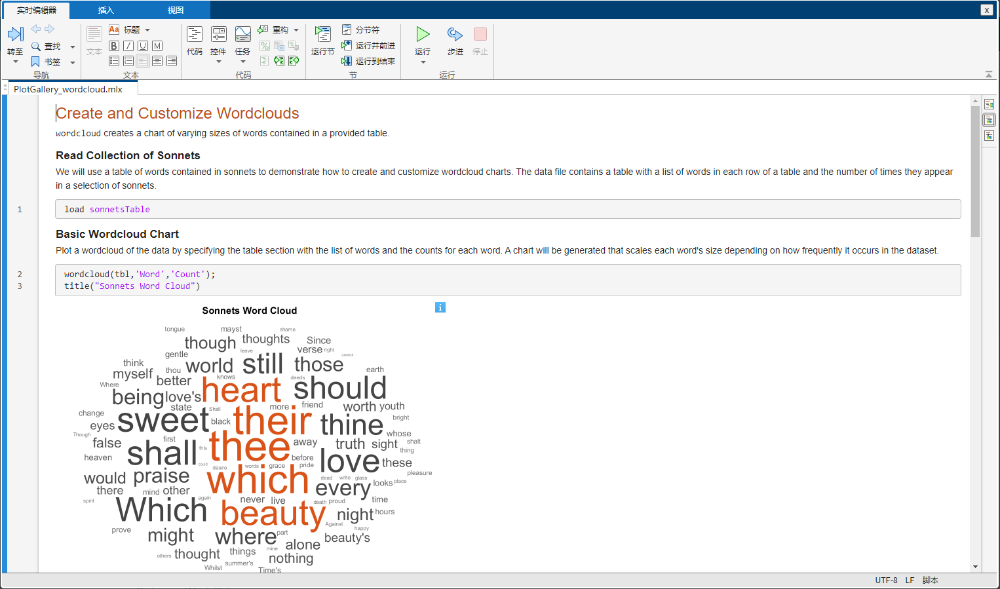 实时编辑器 插入 视图 X
转至 查找 书签 导航
文本 Aa 标题 B I U M 文本
代码 控件 任务 重构 代码
运行节 分节符 运行并前进 运行到结束 节
运行 步进 停止 运行
PlotGallery_wordcloud.mlx
Create and Customize Wordclouds
wordcloud creates a chart of varying sizes of words contained in a provided table.
Read Collection of Sonnets
We will use a table of words contained in sonnets to demonstrate how to create and customize wordcloud charts. The data file contains a table with a list of words in each row of a table and the number of times they appear
in a selection of sonnets.
1 load sonnetsTable
Basic Wordcloud Chart
Plot a wordcloud of the data by specifying the table section with the list of words and the counts for each word. A chart will be generated that scales each word's size depending on how frequently it occurs in the dataset.
2 wordcloud(tbl,'Word','Count');
3 title("Sonnets Word Cloud")
Sonnets Word Cloud
tongue mayst shame
though thoughts Since
gentle leave verse right
think world still those cannot
myself thou knows deeds earth
Where better heart should
being love's
state Shall more friend worth youth
change sweet black their thine bright
eyes whose
Though false first this thee away truth sight shalt
heaven shall could before love these thing
desire words grace pride
would praise which dead write glass pleasure
there mind other every looks place
spirit again never live death proud time
Which beauty night hours
prove Against happy
might where part alone beauty's
others thought things mine nothing
Whilst summer's Time's
UTF-8 LF 脚本